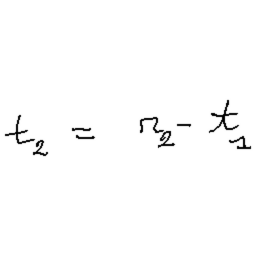 t₂ = r₂ - t₁